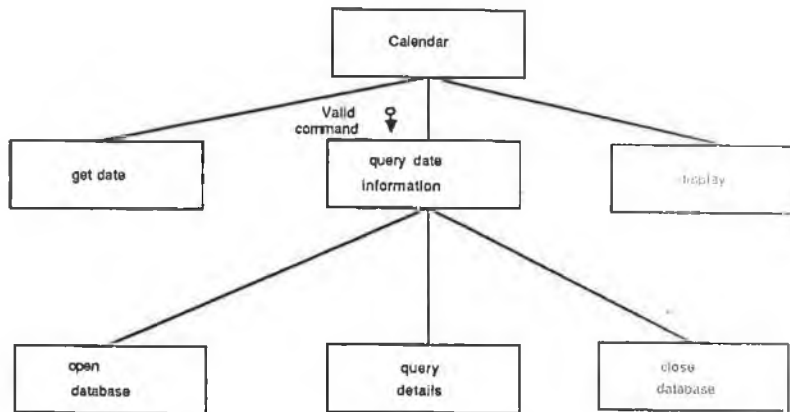 Calendar
Valid
command
get date
query date
information
display
open
database
query
details
close
database